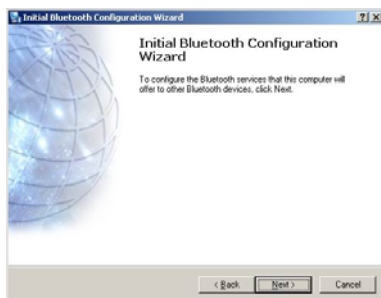 Initial Bluetooth Configuration Wizard
Initial Bluetooth Configuration
Wizard
To configure the Bluetooth services that this computer will
offer to other Bluetooth devices, click Next.
< Back Next > Cancel